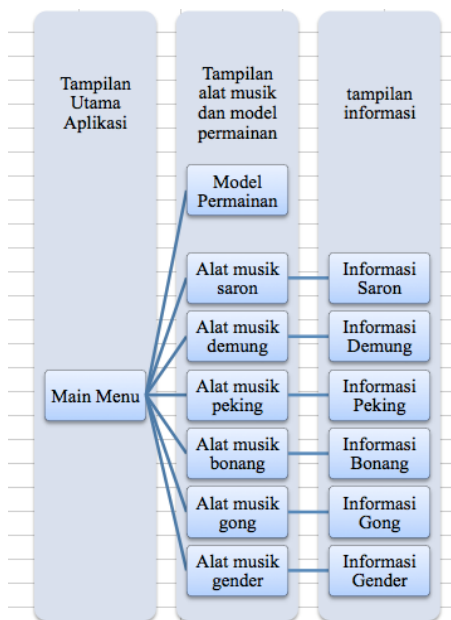 Tampilan
Utama
Aplikasi
Tampilan
alat musik
dan model
permainan
tampilan
informasi
Model
Permainan
Alat musik
saron
Informasi
Saron
Alat musik
demung
Informasi
Demung
Main Menu
Alat musik
peking
Informasi
Peking
Alat musik
bonang
Informasi
Bonang
Alat musik
gong
Informasi
Gong
Alat musik
gender
Informasi
Gender